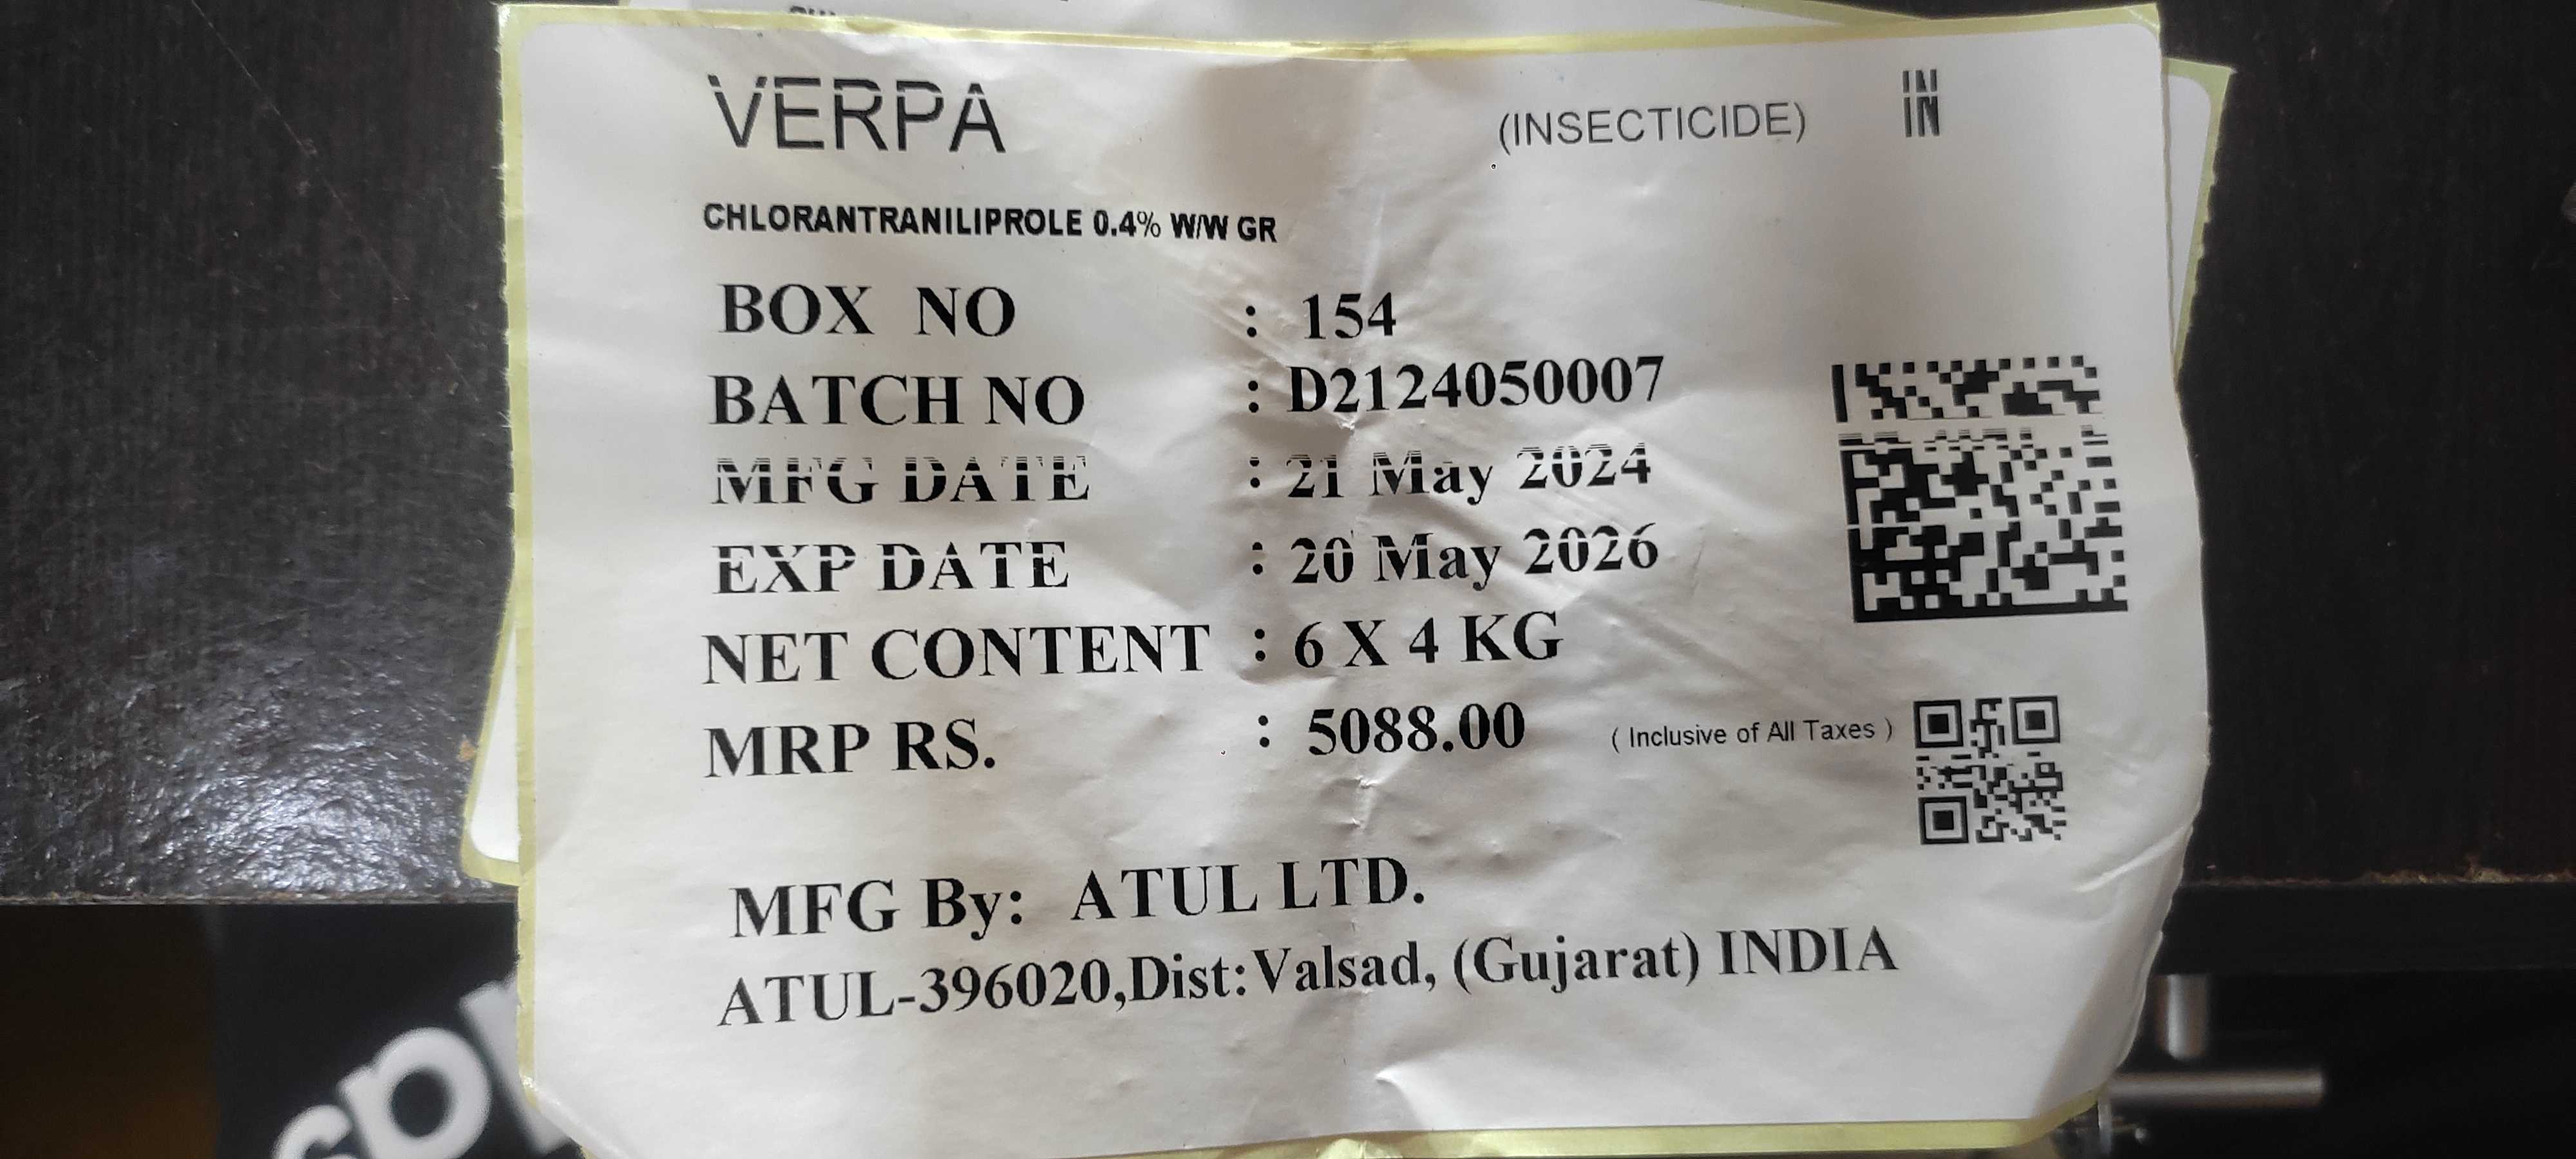 VERPA (INSECTICIDE) IN
CHLORANTRANILIPROLE 0.4% W/W GR
BOX NO : 154
BATCH NO : D2124050007
MFG DATE : 21 May 2024
EXP DATE : 20 May 2026
NET CONTENT : 6 X 4 KG
MRP RS. : 5088.00 ( Inclusive of All Taxes )
MFG By: ATUL LTD.
ATUL-396020,Dist:Valsad, (Gujarat) INDIA